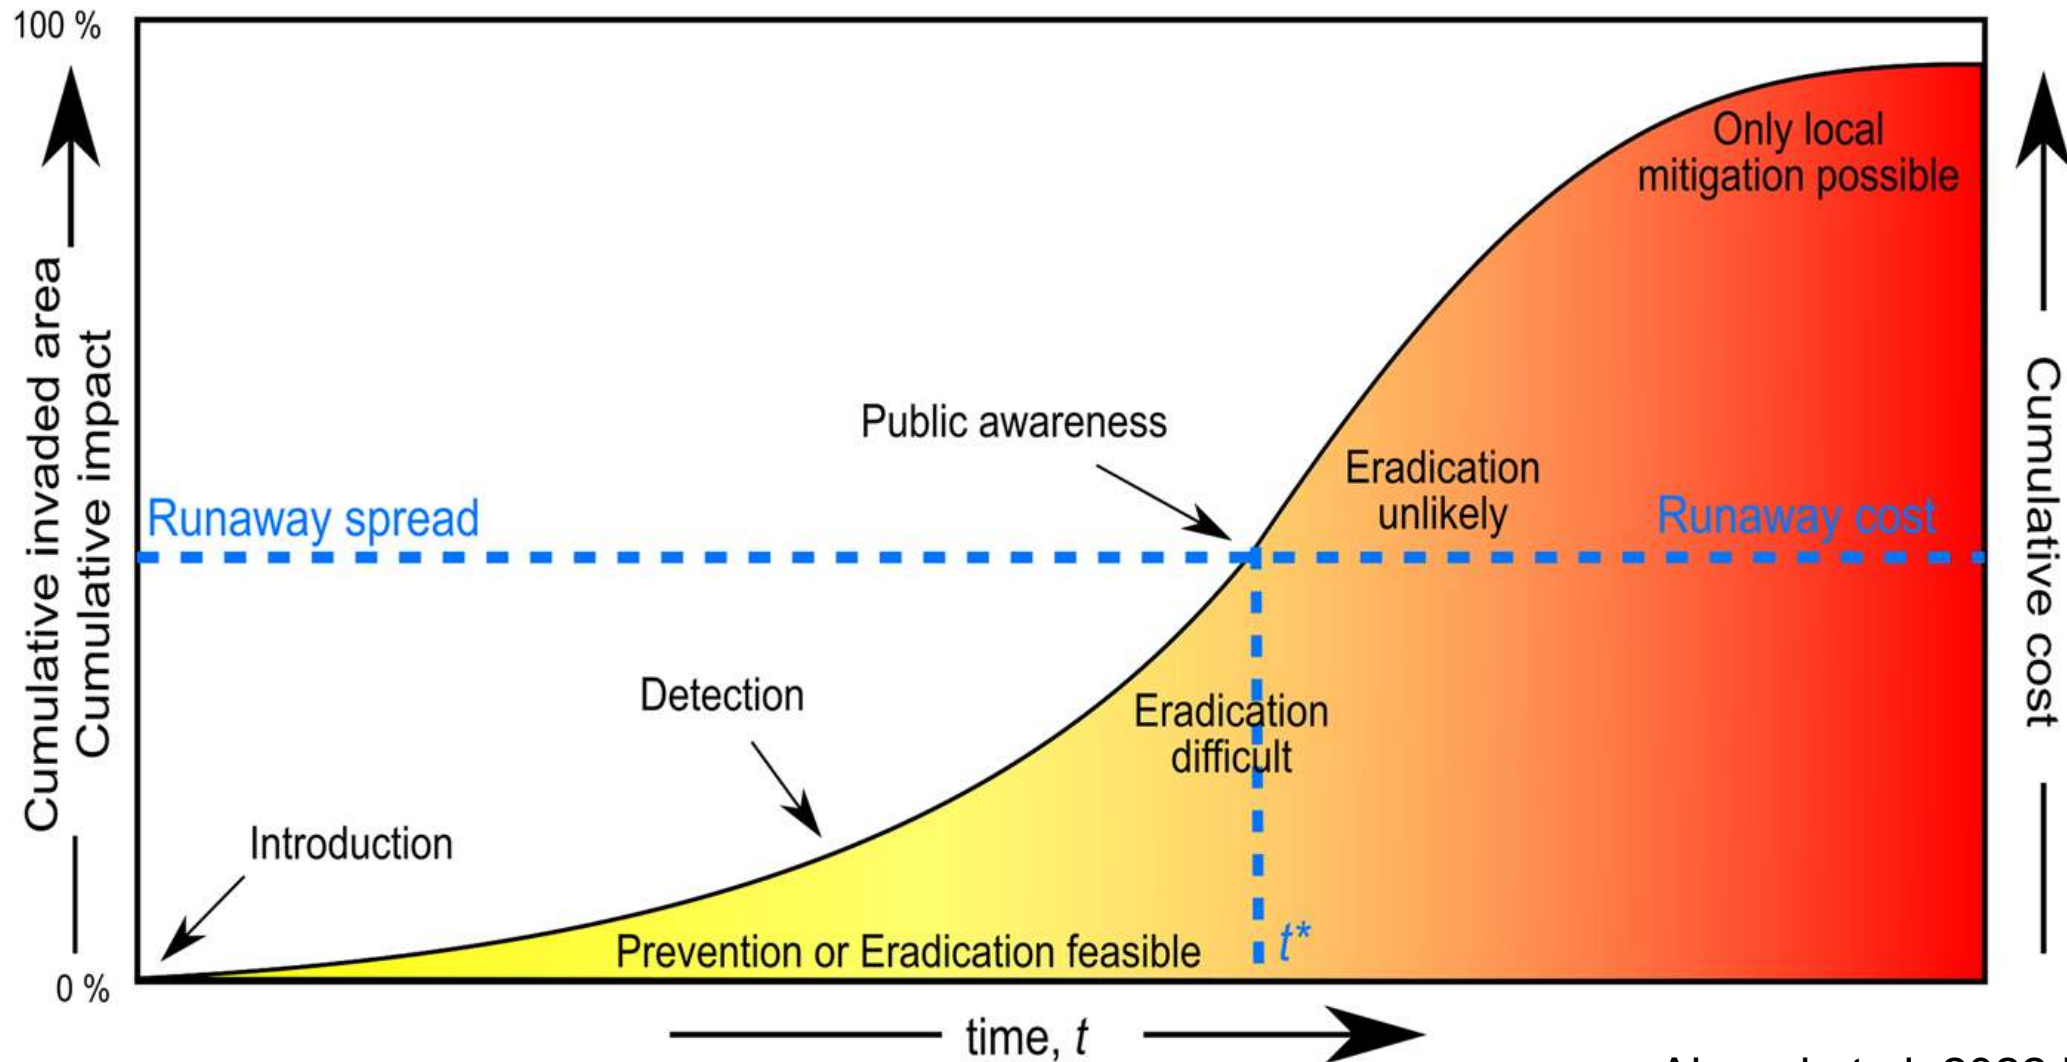 100 %
Only local
mitigation possible
Cumulative invaded area
Cumulative impact
Cumulative cost
Public awareness
Eradication
unlikely
Runaway spread
Runaway cost
Detection
Eradication
difficult
Introduction
Prevention or Eradication feasible
t*
0 %
time, t